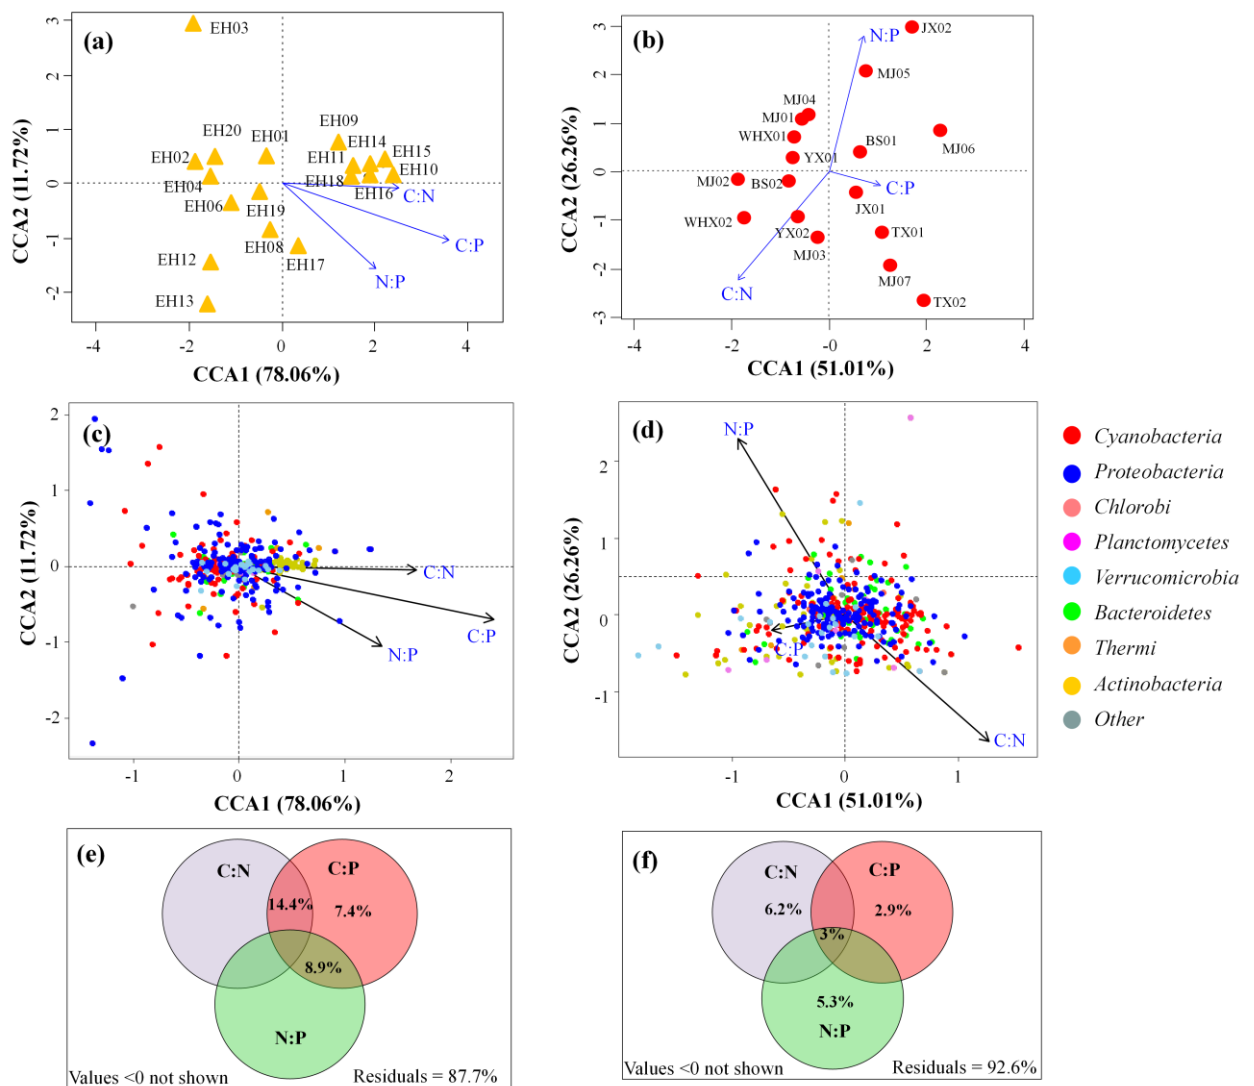 (a)
CCA2 (11.72%)
3
2
1
0
-1
-2
EH03
EH09
EH20
EH01
EH14
EH02
EH11
EH15
EH04
EH18
EH10
EH06
EH19
EH16
C:N
EH08
EH17
C:P
EH12
N:P
EH13
-4
-2
0
2
4
CCA1 (78.06%)
(b)
CCA2 (26.26%)
3
2
1
0
-1
-2
-3
N:P
JX02
MJ05
MJ04
MJ01
WHX01
BS01
MJ06
YX01
MJ02
BS02
C:P
JX01
WHX02
YX02
TX01
MJ03
MJ07
C:N
TX02
-4
-2
0
2
4
CCA1 (51.01%)
(c)
CCA2 (11.72%)
2
1
0
-1
-2
C:N
C:P
N:P
-1
0
1
2
CCA1 (78.06%)
(d)
CCA2 (26.26%)
2
1
0
-1
N:P
C:P
C:N
-1
0
1
CCA1 (51.01%)
Cyanobacteria
Proteobacteria
Chlorobi
Planctomycetes
Verrucomicrobia
Bacteroidetes
Thermi
Actinobacteria
Other
(e)
C:N
C:P
14.4%
7.4%
8.9%
N:P
Values <0 not shown
Residuals = 87.7%
(f)
C:N
C:P
6.2%
2.9%
3%
5.3%
N:P
Values <0 not shown
Residuals = 92.6%